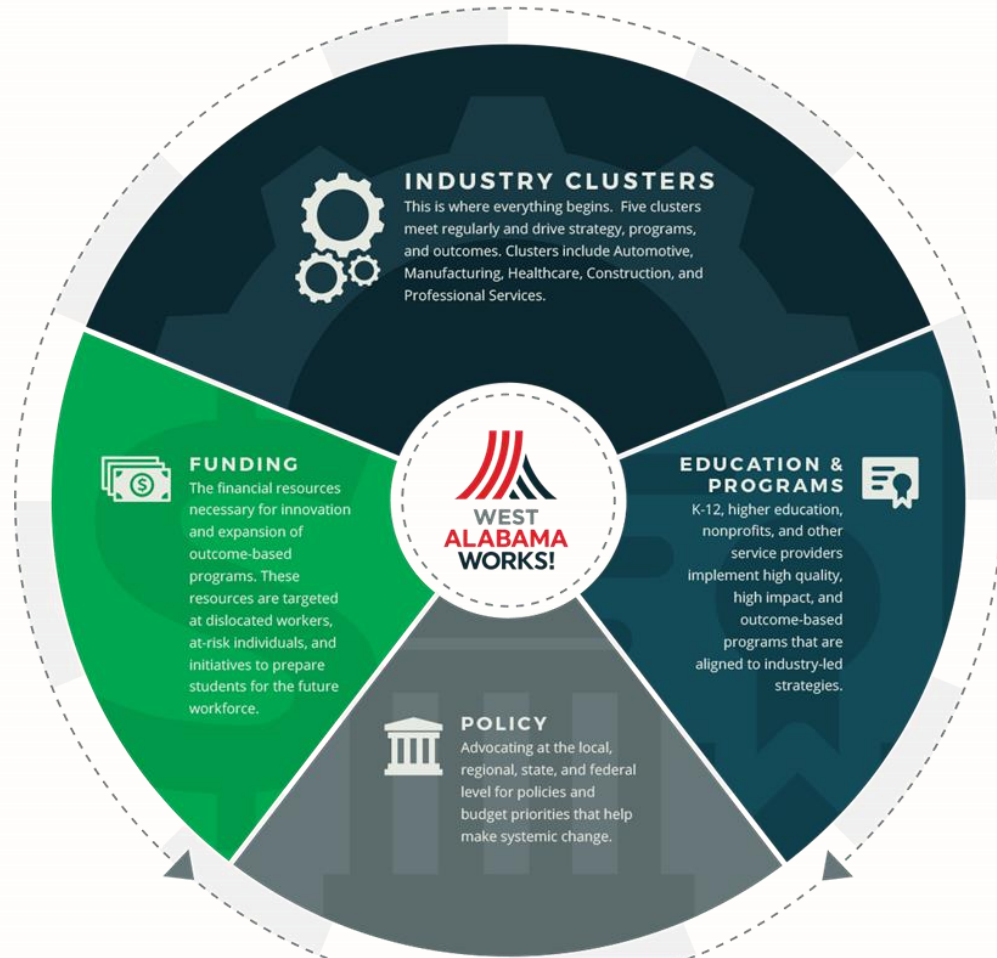 INDUSTRY CLUSTERS
This is where everything begins. Five clusters
meet regularly and drive strategy, programs,
and outcomes. Clusters include Automotive,
Manufacturing, Healthcare, Construction, and
Professional Services.
FUNDING
The financial resources
necessary for innovation
and expansion of
outcome-based
programs. These
resources are targeted
at dislocated workers,
at-risk individuals, and
initiatives to prepare
students for the future
workforce.
WEST
ALABAMA
WORKS!
EDUCATION &
PROGRAMS
K-12, higher education,
nonprofits, and other
service providers
implement high quality,
high impact, and
outcome-based
programs that are
aligned to industry-led
strategies.
POLICY
Advocating at the local,
regional, state, and federal
level for policies and
budget priorities that help
make systemic change.